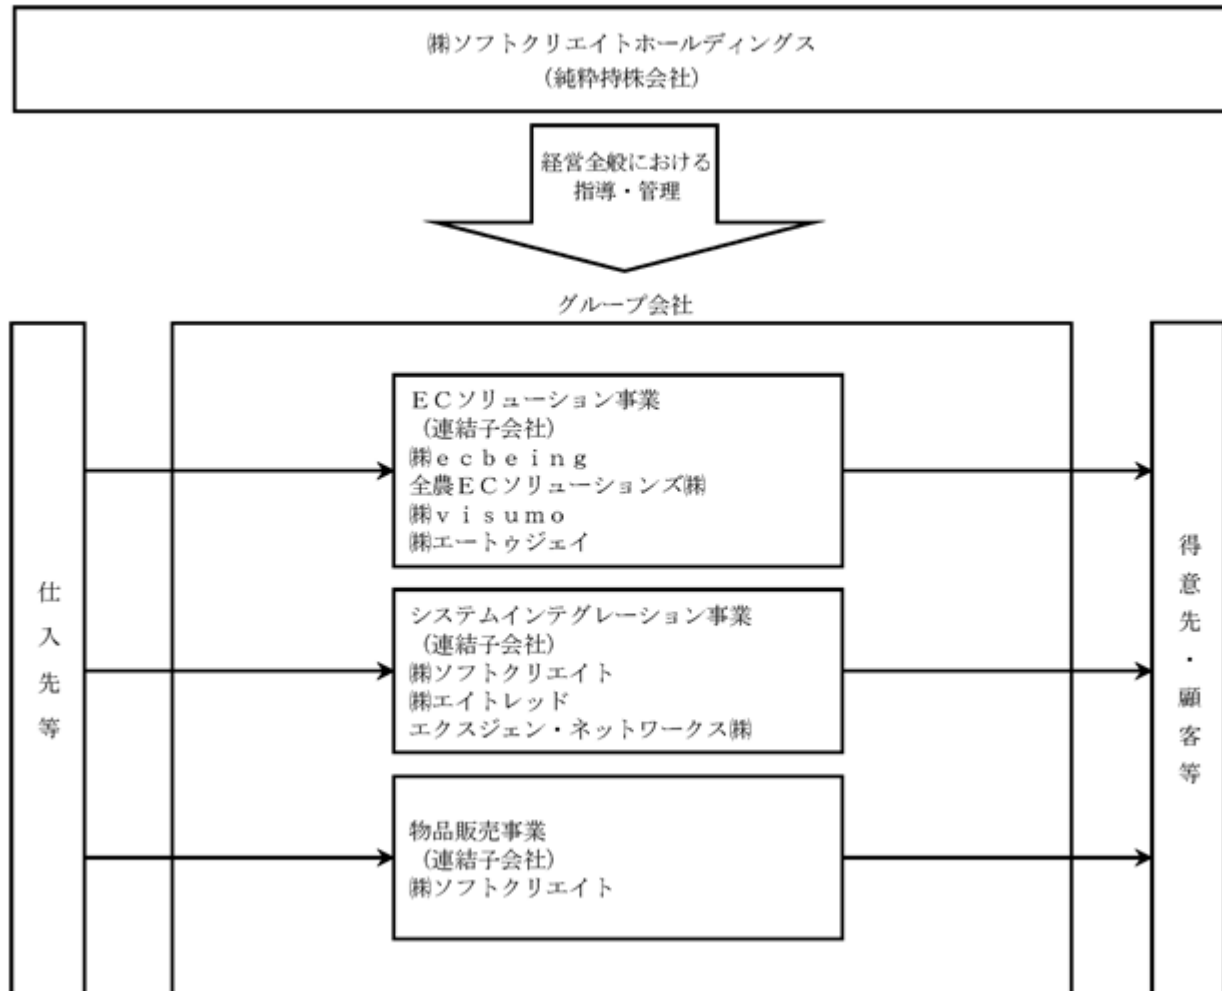 ㈱ソフトクリエイトホールディングス
（純粋持株会社）
経営全般における
指導・管理
グループ会社
仕入先等
ＥＣソリューション事業
（連結子会社）
㈱ｅｃｂｅｉｎｇ
全農ＥＣソリューションズ㈱
㈱ｖｉｓｕｍｏ
㈱エートゥジェイ
システムインテグレーション事業
（連結子会社）
㈱ソフトクリエイト
㈱エイトレッド
エクスジェン・ネットワークス㈱
物品販売事業
（連結子会社）
㈱ソフトクリエイト
得意先・顧客等